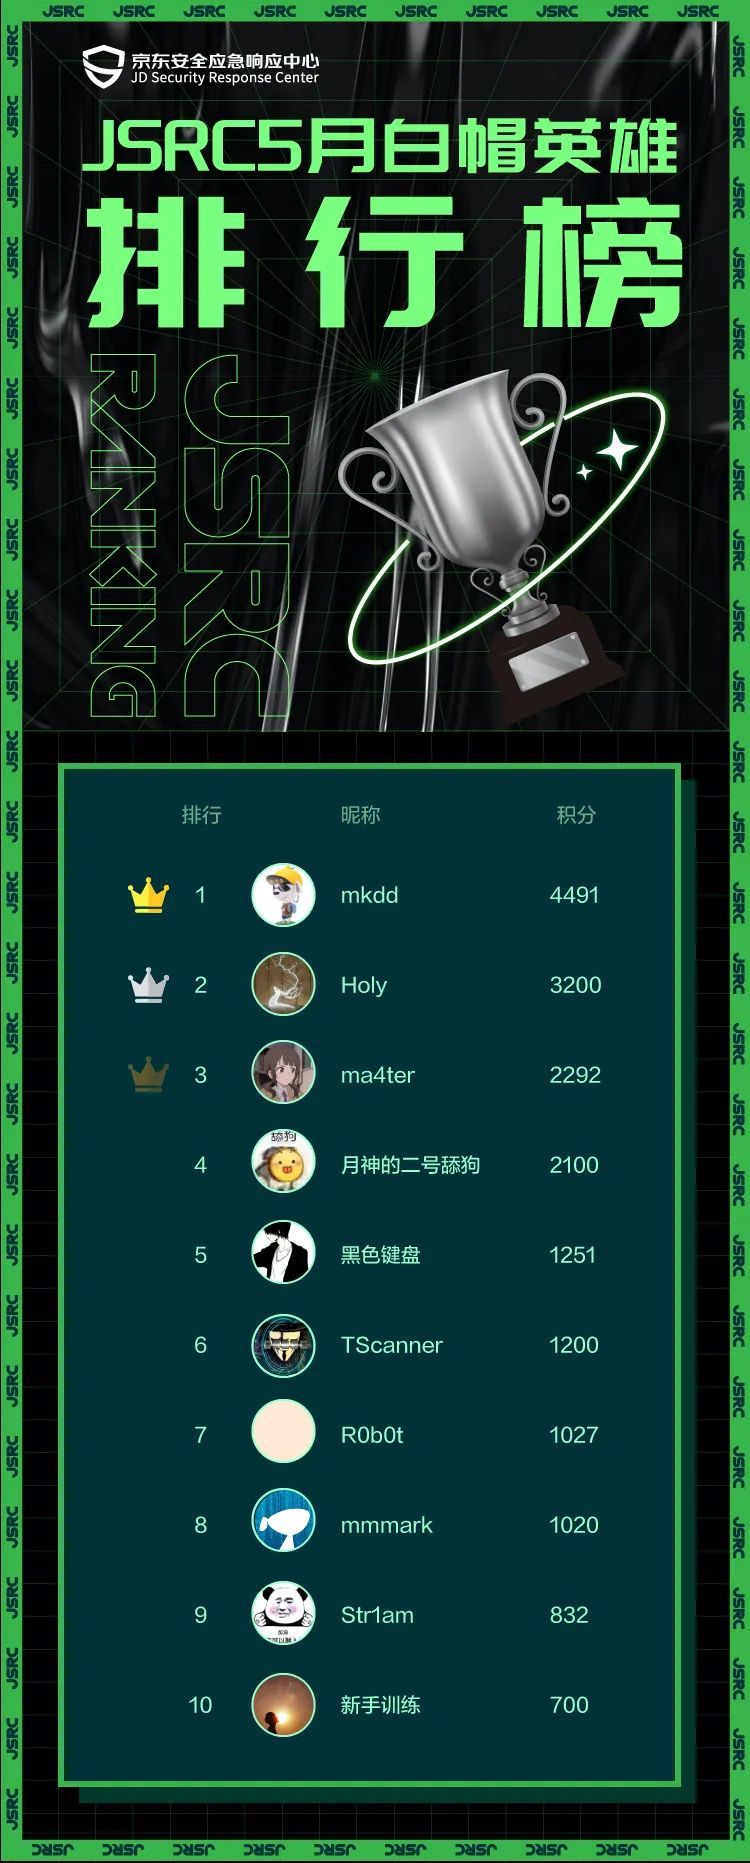 JSRC JSRC JSRC JSRC JSRC JSRC JSRC JSRC JSRC JSRC
京东安全应急响应中心
JD Security Response Center
JSRC5月白帽英雄
排行榜
JSRC
RANKING
排行 昵称 积分
1 mkdd 4491
2 Holy 3200
3 ma4ter 2292
舔狗
4 月神的二号舔狗 2100
5 黑色键盘 1251
6 TScanner 1200
7 R0b0t 1027
8 mmmark 1020
9 Str1am 832
10 新手训练 700
JSRC JSRC JSRC JSRC JSRC JSRC JSRC JSRC JSRC JSRC